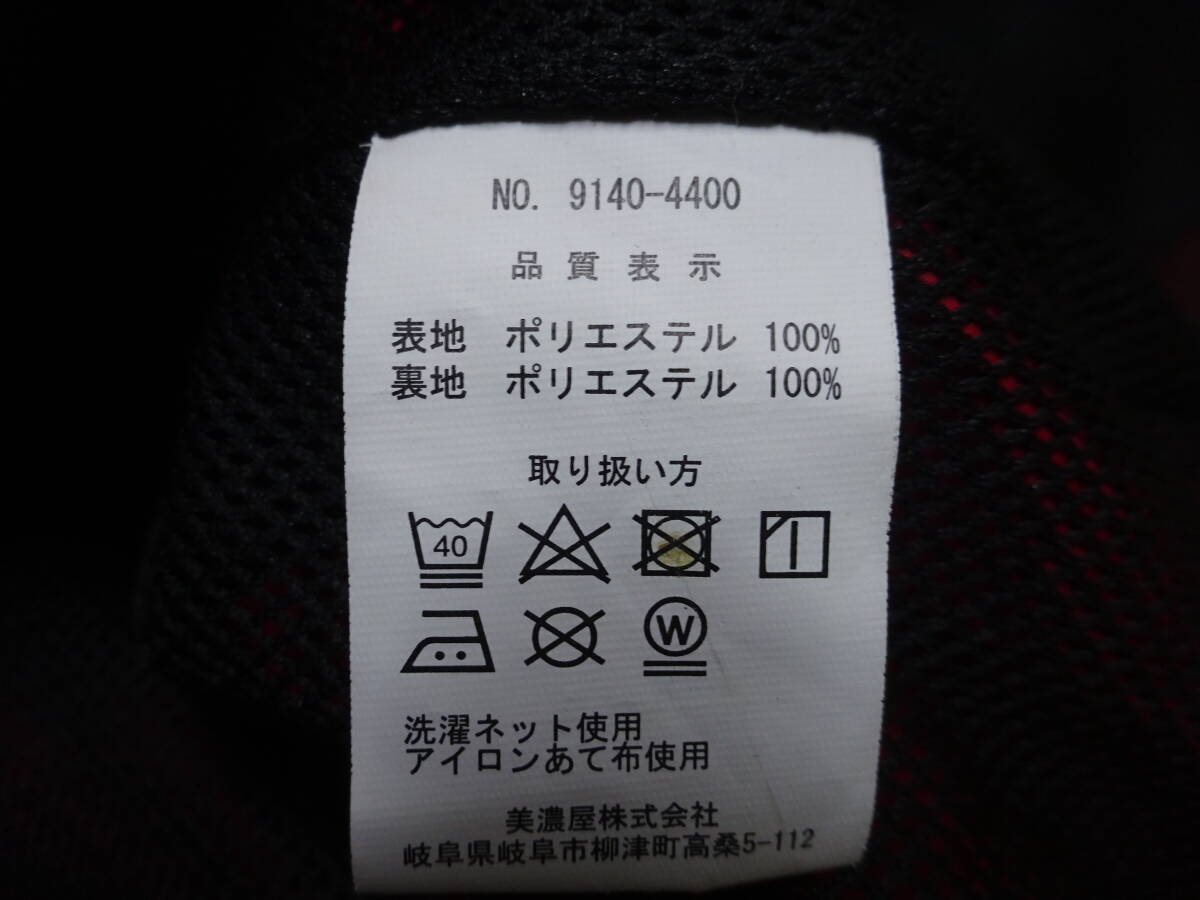 NO. 9140-4400
品質表示
表地 ポリエステル 100%
裏地 ポリエステル 100%
取り扱い方
40
W
洗濯ネット使用
アイロンあて布使用
美濃屋株式会社
岐阜県岐阜市柳津町高桑5-112